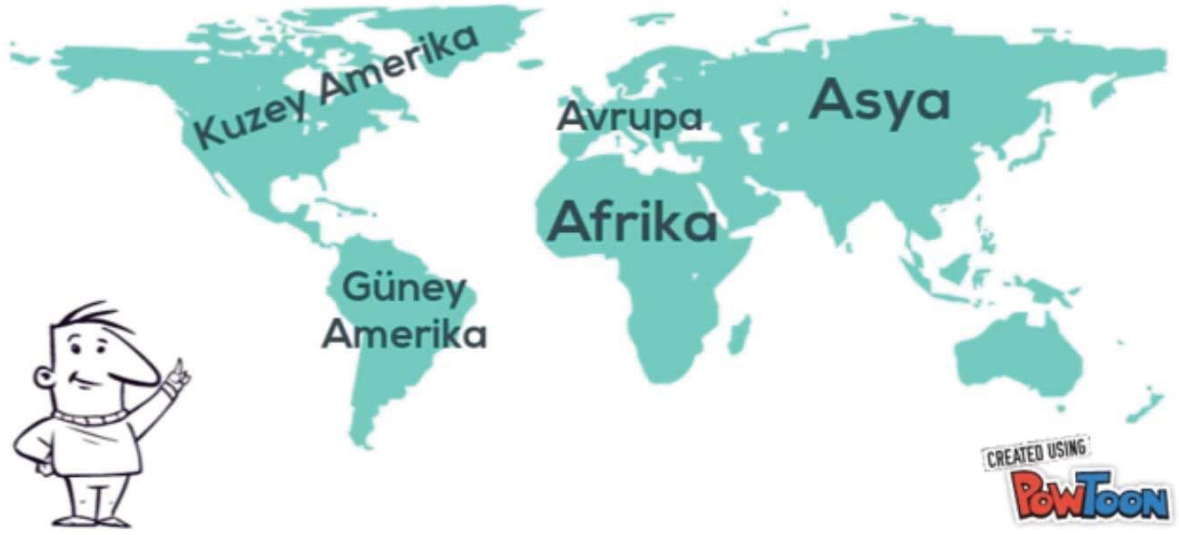 Kuzey Amerika
Avrupa
Asya
Afrika
Güney
Amerika
CREATED USING
POWTOON